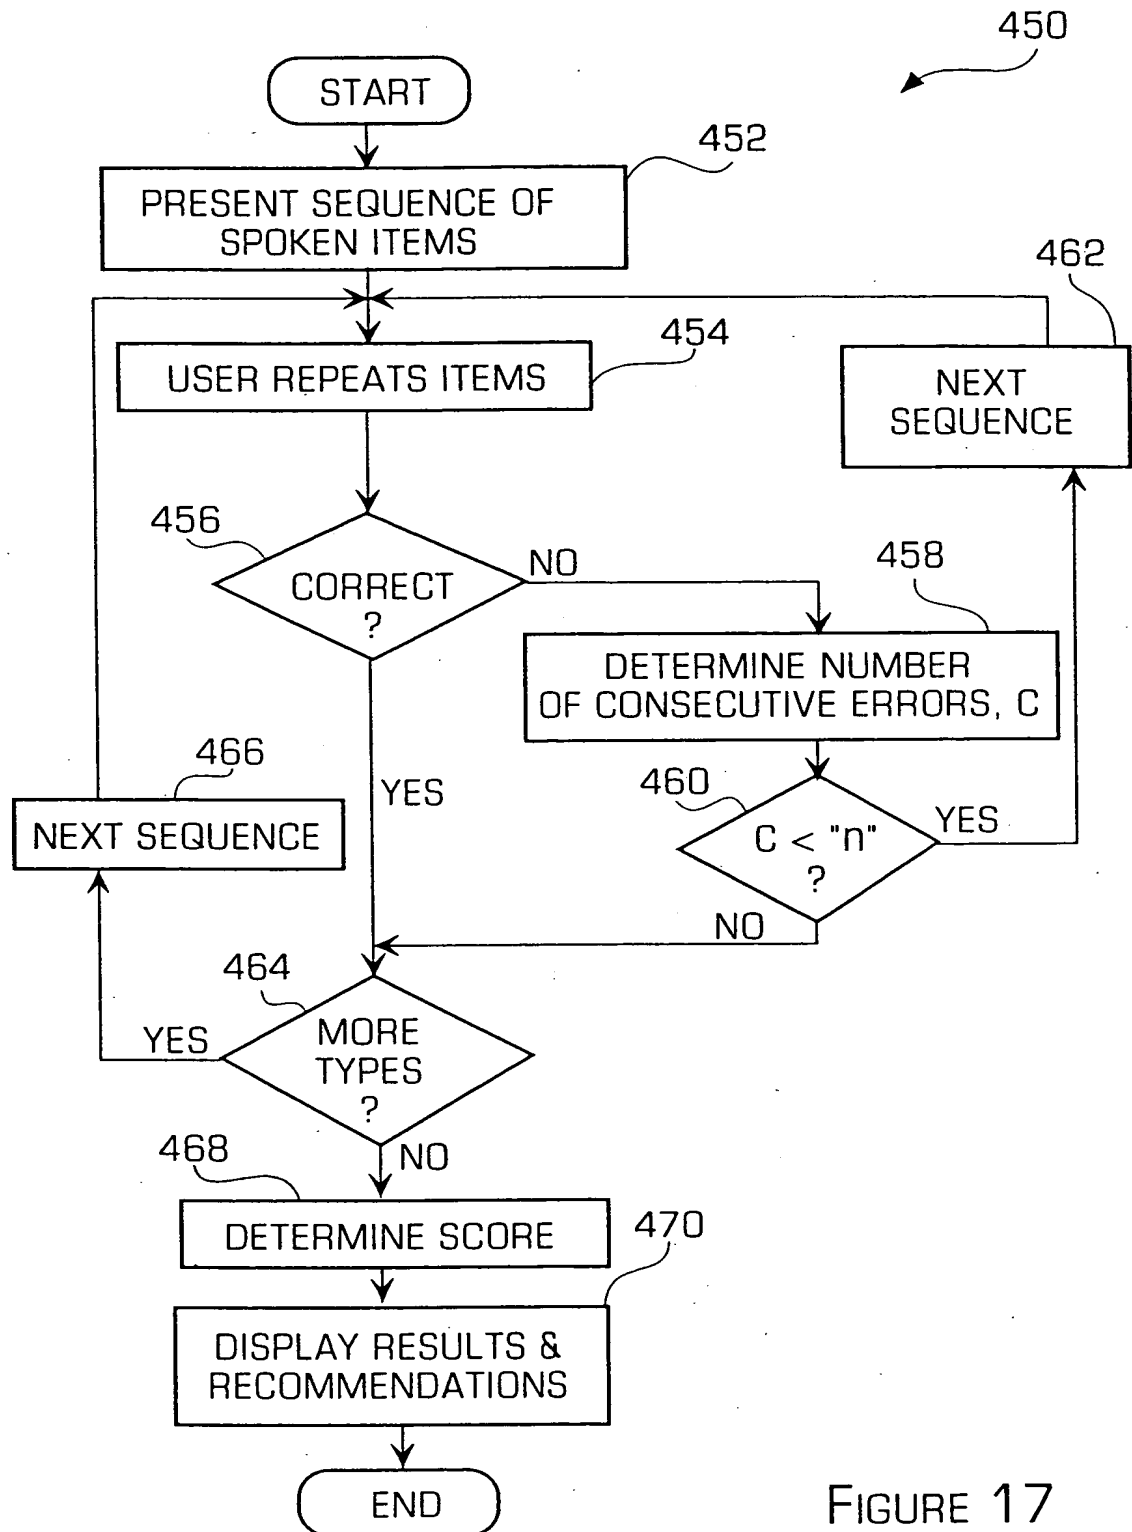 450
START
452
PRESENT SEQUENCE OF
SPOKEN ITEMS
462
454
USER REPEATS ITEMS
NEXT
SEQUENCE
456
CORRECT
?
NO
458
DETERMINE NUMBER
OF CONSECUTIVE ERRORS, C
466
YES
460
NEXT SEQUENCE
C < "n"
?
YES
NO
464
MORE
TYPES
?
YES
NO
468
DETERMINE SCORE
470
DISPLAY RESULTS &
RECOMMENDATIONS
END
FIGURE 17